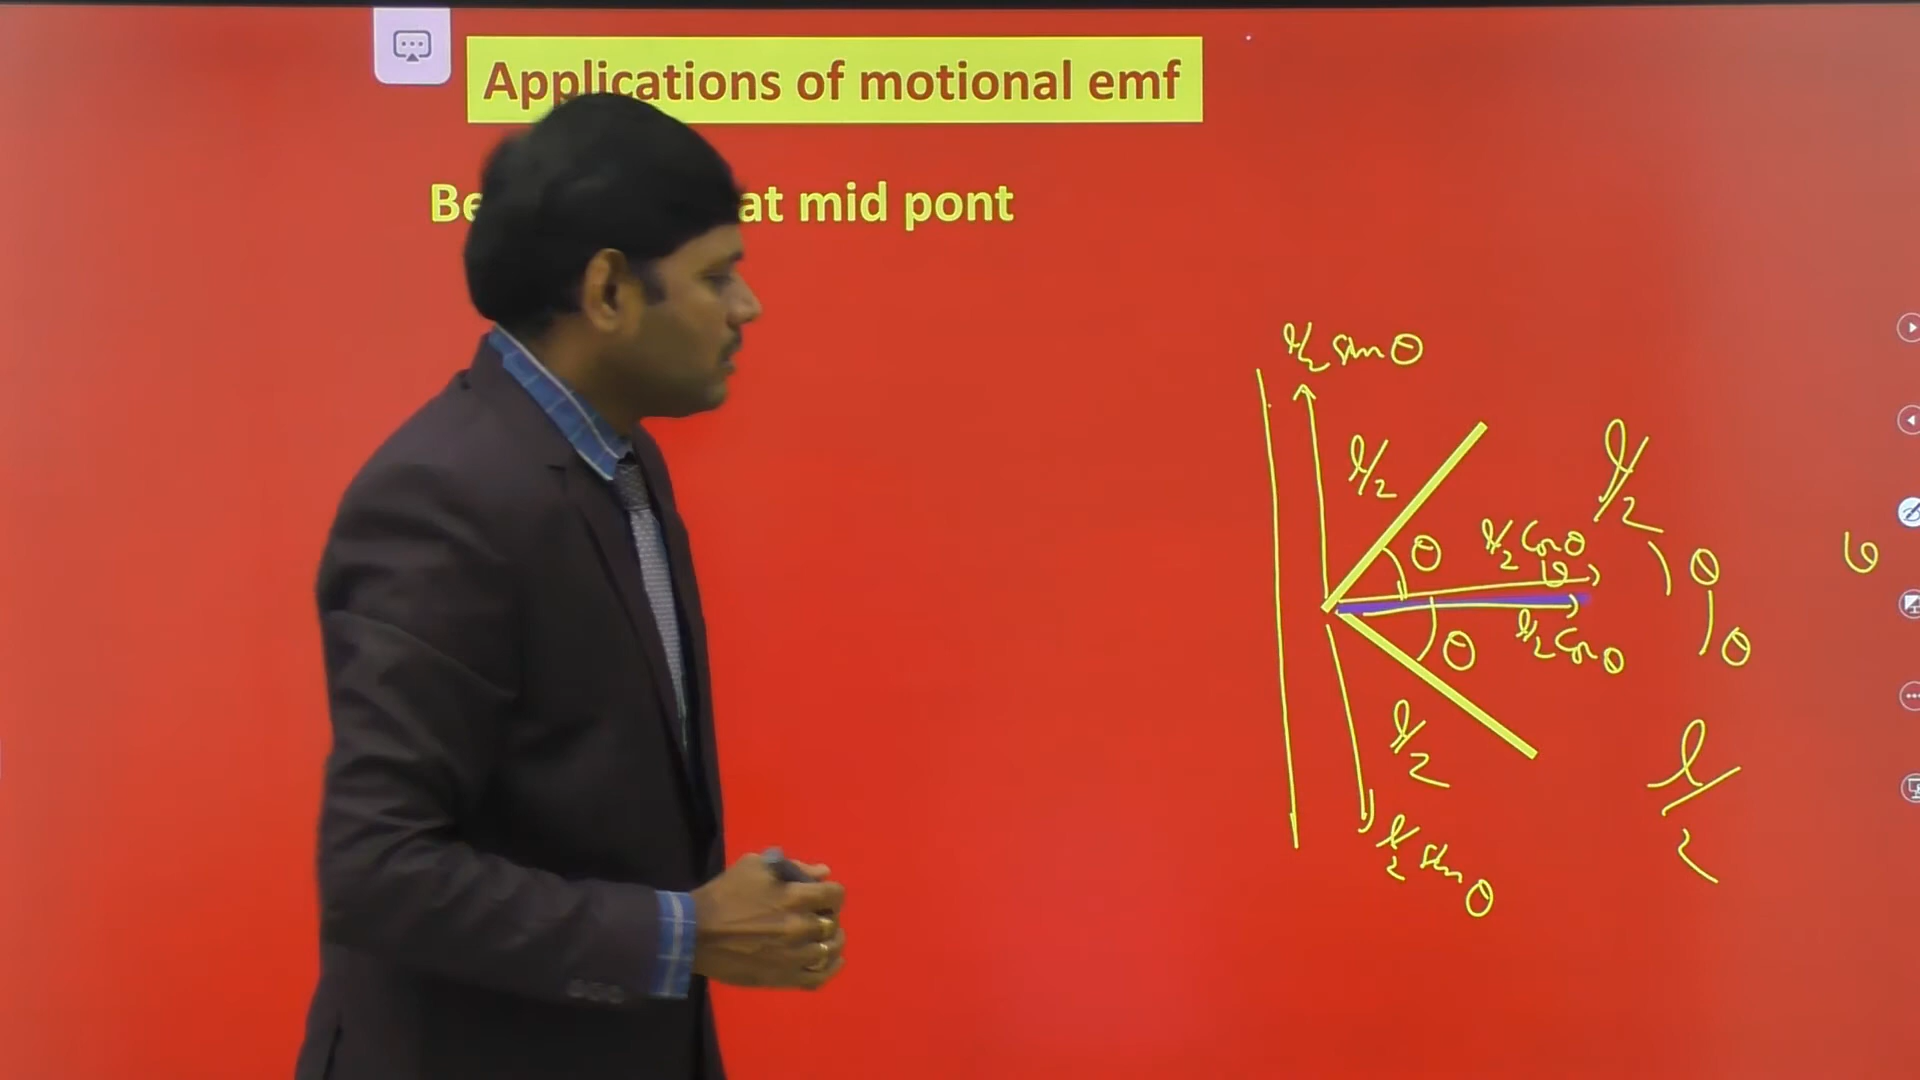 Applications of motional emf
at mid pont
l/2 sin θ
l/2
l/2
θ
l/2 Cos θ
θ
θ
l/2 Cos θ
θ
θ
l/2
l/2
l/2 sin θ